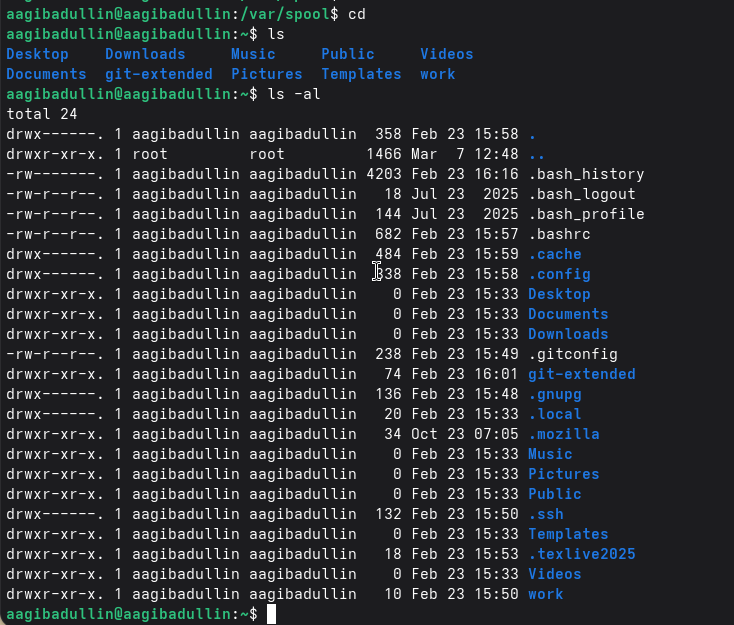 aagibadullin@aagibadullin:/var/spool$ cd
aagibadullin@aagibadullin:~$ ls
Desktop    Downloads     Music     Public     Videos
Documents  git-extended  Pictures  Templates  work
aagibadullin@aagibadullin:~$ ls -al
total 24
drwx------. 1 aagibadullin aagibadullin  358 Feb 23 15:58 .
drwxr-xr-x. 1 root         root         1466 Mar  7 12:48 ..
-rw-------. 1 aagibadullin aagibadullin 4203 Feb 23 16:16 .bash_history
-rw-r--r--. 1 aagibadullin aagibadullin   18 Jul 23  2025 .bash_logout
-rw-r--r--. 1 aagibadullin aagibadullin  144 Jul 23  2025 .bash_profile
-rw-r--r--. 1 aagibadullin aagibadullin  682 Feb 23 15:57 .bashrc
drwx------. 1 aagibadullin aagibadullin  484 Feb 23 15:59 .cache
drwx------. 1 aagibadullin aagibadullin Feb 23 15:58 .config
drwxr-xr-x. 1 aagibadullin aagibadullin    0 Feb 23 15:33 Desktop
drwxr-xr-x. 1 aagibadullin aagibadullin    0 Feb 23 15:33 Documents
drwxr-xr-x. 1 aagibadullin aagibadullin    0 Feb 23 15:33 Downloads
-rw-r--r--. 1 aagibadullin aagibadullin  238 Feb 23 15:49 .gitconfig
drwxr-xr-x. 1 aagibadullin aagibadullin   74 Feb 23 16:01 git-extended
drwx------. 1 aagibadullin aagibadullin  136 Feb 23 15:48 .gnupg
drwx------. 1 aagibadullin aagibadullin   20 Feb 23 15:33 .local
drwxr-xr-x. 1 aagibadullin aagibadullin   34 Oct 23 07:05 .mozilla
drwxr-xr-x. 1 aagibadullin aagibadullin    0 Feb 23 15:33 Music
drwxr-xr-x. 1 aagibadullin aagibadullin    0 Feb 23 15:33 Pictures
drwxr-xr-x. 1 aagibadullin aagibadullin    0 Feb 23 15:33 Public
drwx------. 1 aagibadullin aagibadullin  132 Feb 23 15:50 .ssh
drwxr-xr-x. 1 aagibadullin aagibadullin    0 Feb 23 15:33 Templates
drwxr-xr-x. 1 aagibadullin aagibadullin   18 Feb 23 15:53 .texlive2025
drwxr-xr-x. 1 aagibadullin aagibadullin    0 Feb 23 15:33 Videos
drwxr-xr-x. 1 aagibadullin aagibadullin   10 Feb 23 15:50 work
aagibadullin@aagibadullin:~$